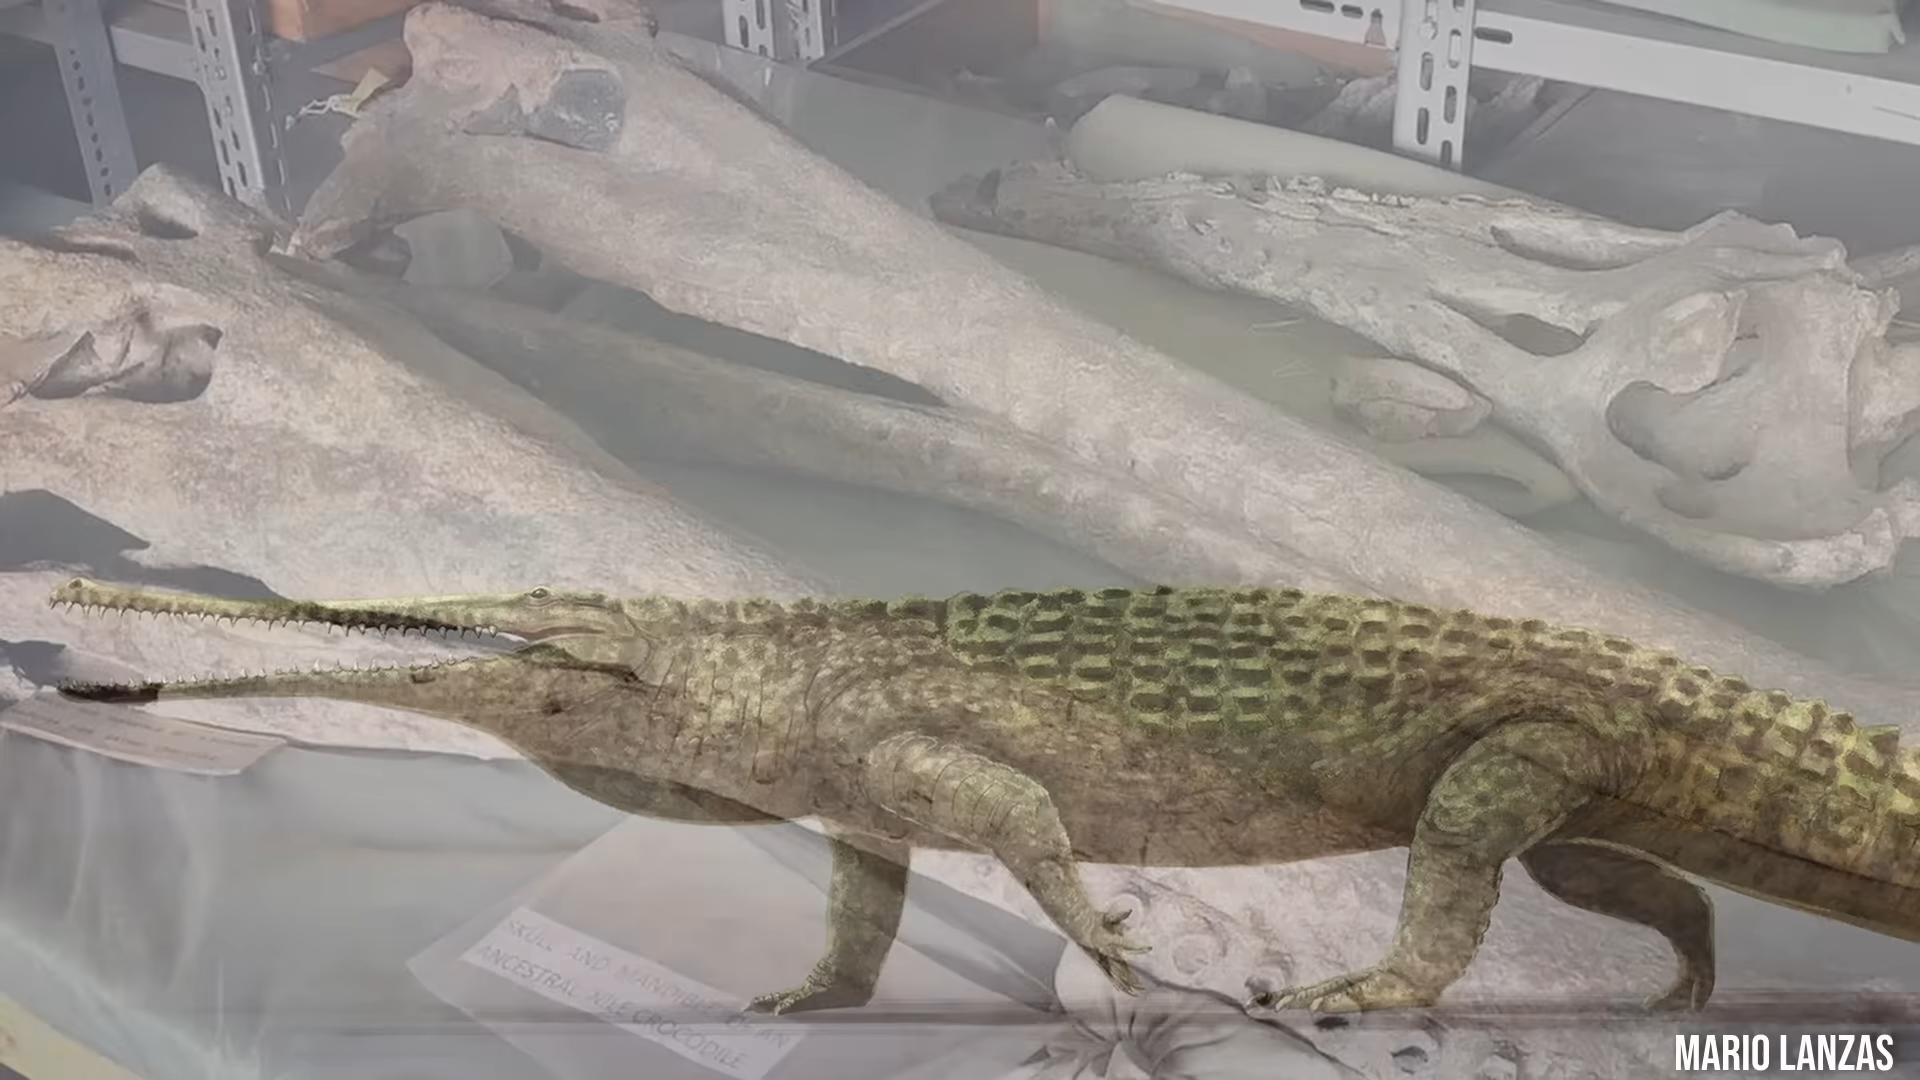 SKULL AND MANDIBLE OF AN
ANCESTRAL NILE CROCODILE
MARIO LANZAS